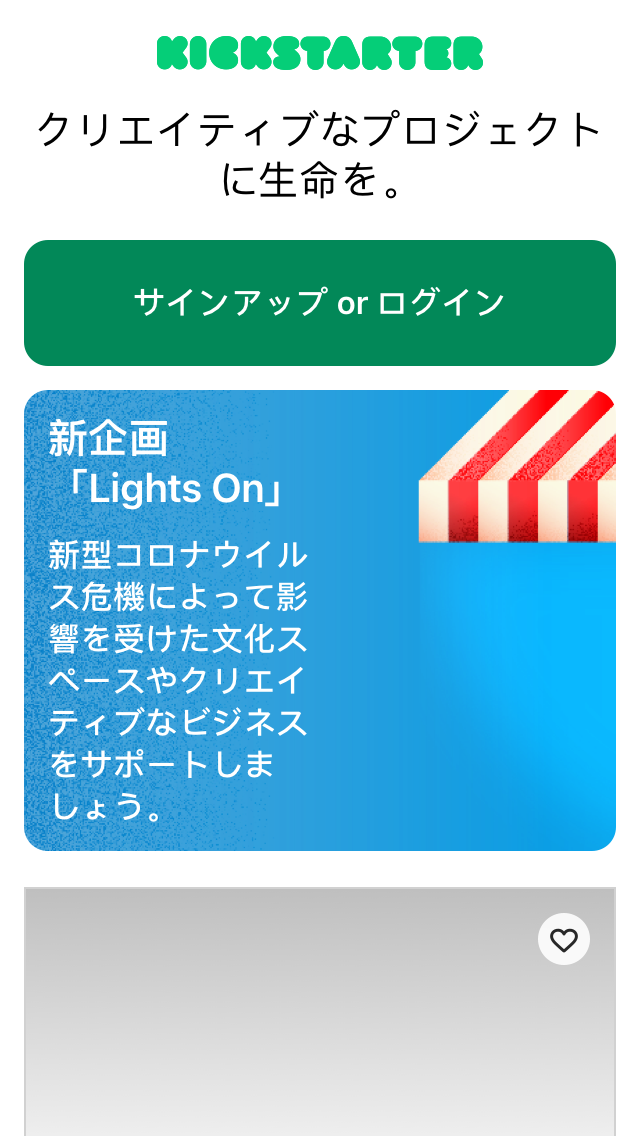 KICKSTARTER
クリエイティブなプロジェクト
に生命を。
サインアップ or ログイン
新企画
「Lights On」
新型コロナウイル
ス危機によって影
響を受けた文化ス
ペースやクリエイ
ティブなビジネス
をサポートしま
しょう。